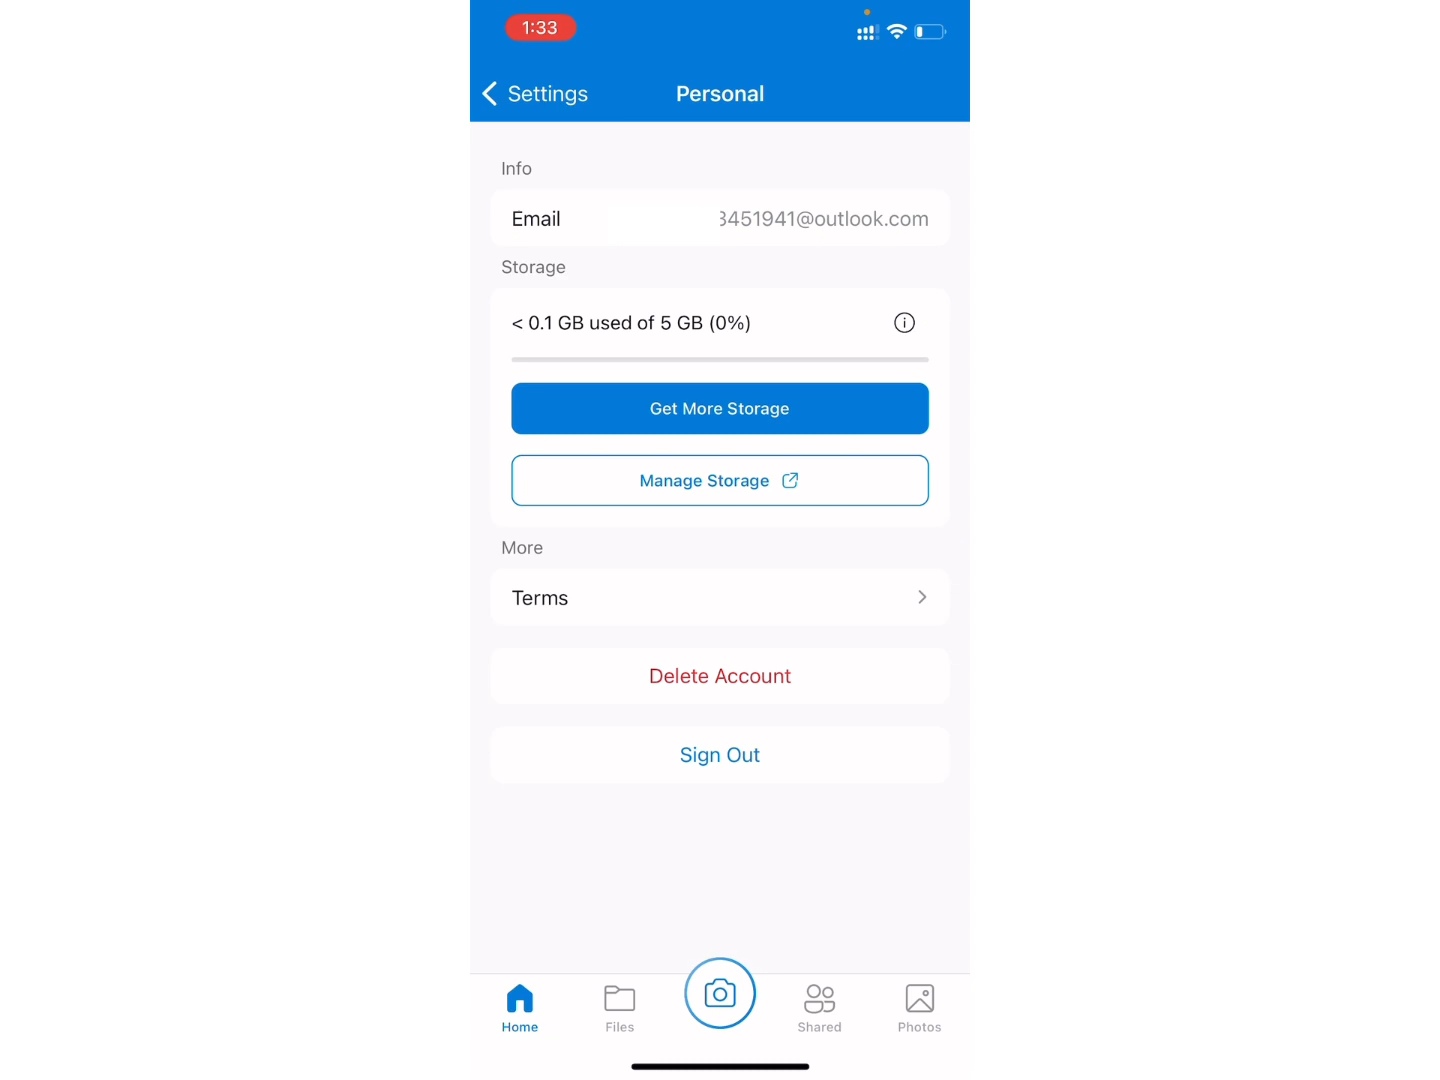 1:33
Settings
Personal
Info
Email 3451941@outlook.com
Storage
< 0.1 GB used of 5 GB (0%)
Get More Storage
Manage Storage
More
Terms
Delete Account
Sign Out
Home
Files
Shared
Photos